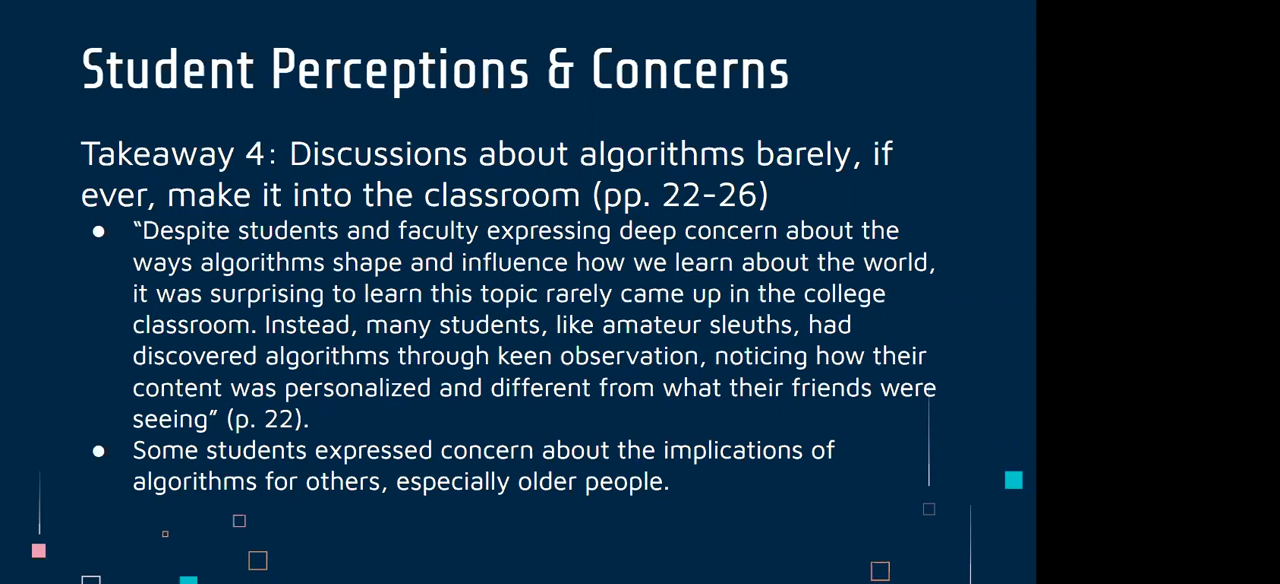 Student Perceptions & Concerns
Takeaway 4: Discussions about algorithms barely, if
ever, make it into the classroom (pp. 22-26)
● “Despite students and faculty expressing deep concern about the
ways algorithms shape and influence how we learn about the world,
it was surprising to learn this topic rarely came up in the college
classroom. Instead, many students, like amateur sleuths, had
discovered algorithms through keen observation, noticing how their
content was personalized and different from what their friends were
seeing” (p. 22).
● Some students expressed concern about the implications of
algorithms for others, especially older people.